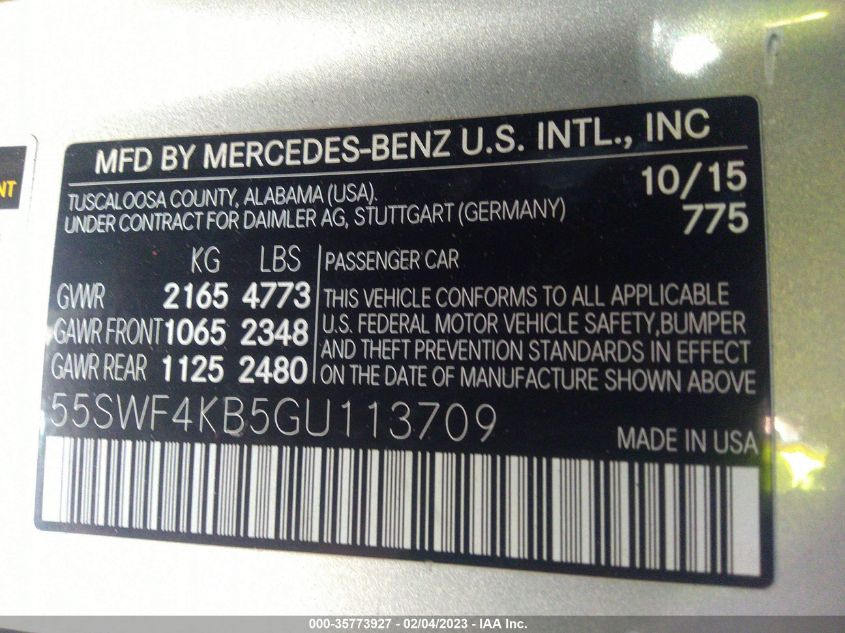 NT
MFD BY MERCEDES-BENZ U.S. INTL., INC
TUSCALOOSA COUNTY, ALABAMA (USA). 10/15
UNDER CONTRACT FOR DAIMLER AG, STUTTGART (GERMANY) 775
KG LBS PASSENGER CAR
GVWR 2165 4773 THIS VEHICLE CONFORMS TO ALL APPLICABLE
GAWR FRONT 1065 2348 U.S. FEDERAL MOTOR VEHICLE SAFETY, BUMPER
AND THEFT PREVENTION STANDARDS IN EFFECT
GAWR REAR 1125 2480 ON THE DATE OF MANUFACTURE SHOWN ABOVE
55SWF4KB5GU113709 MADE IN USA
000-35773927 - 02/04/2023 - IAA Inc.